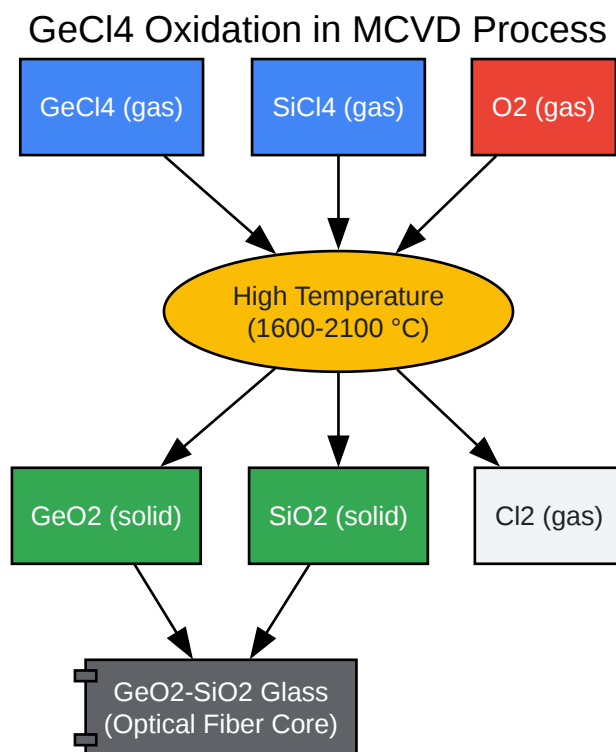 GeCl4 Oxidation in MCVD Process
GeCl4 (gas)
SiCl4 (gas)
O2 (gas)
High Temperature
(1600-2100 °C)
GeO2 (solid)
SiO2 (solid)
Cl2 (gas)
GeO2-SiO2 Glass
(Optical Fiber Core)